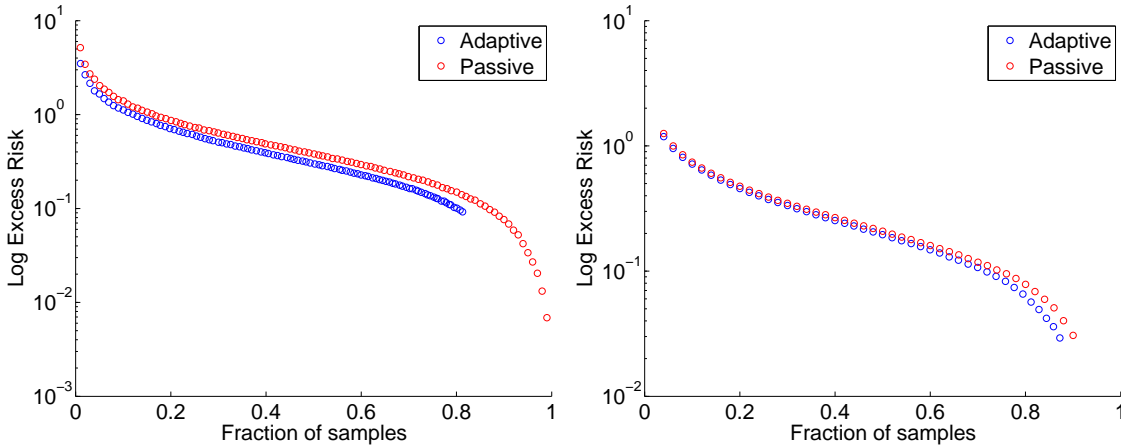 10^1
10^0
10^-1
10^-2
10^-3
0
0.2
0.4
0.6
0.8
1
Log Excess Risk
Fraction of samples
Adaptive
Passive
10^1
10^0
10^-1
10^-2
0
0.2
0.4
0.6
0.8
1
Log Excess Risk
Fraction of samples
Adaptive
Passive